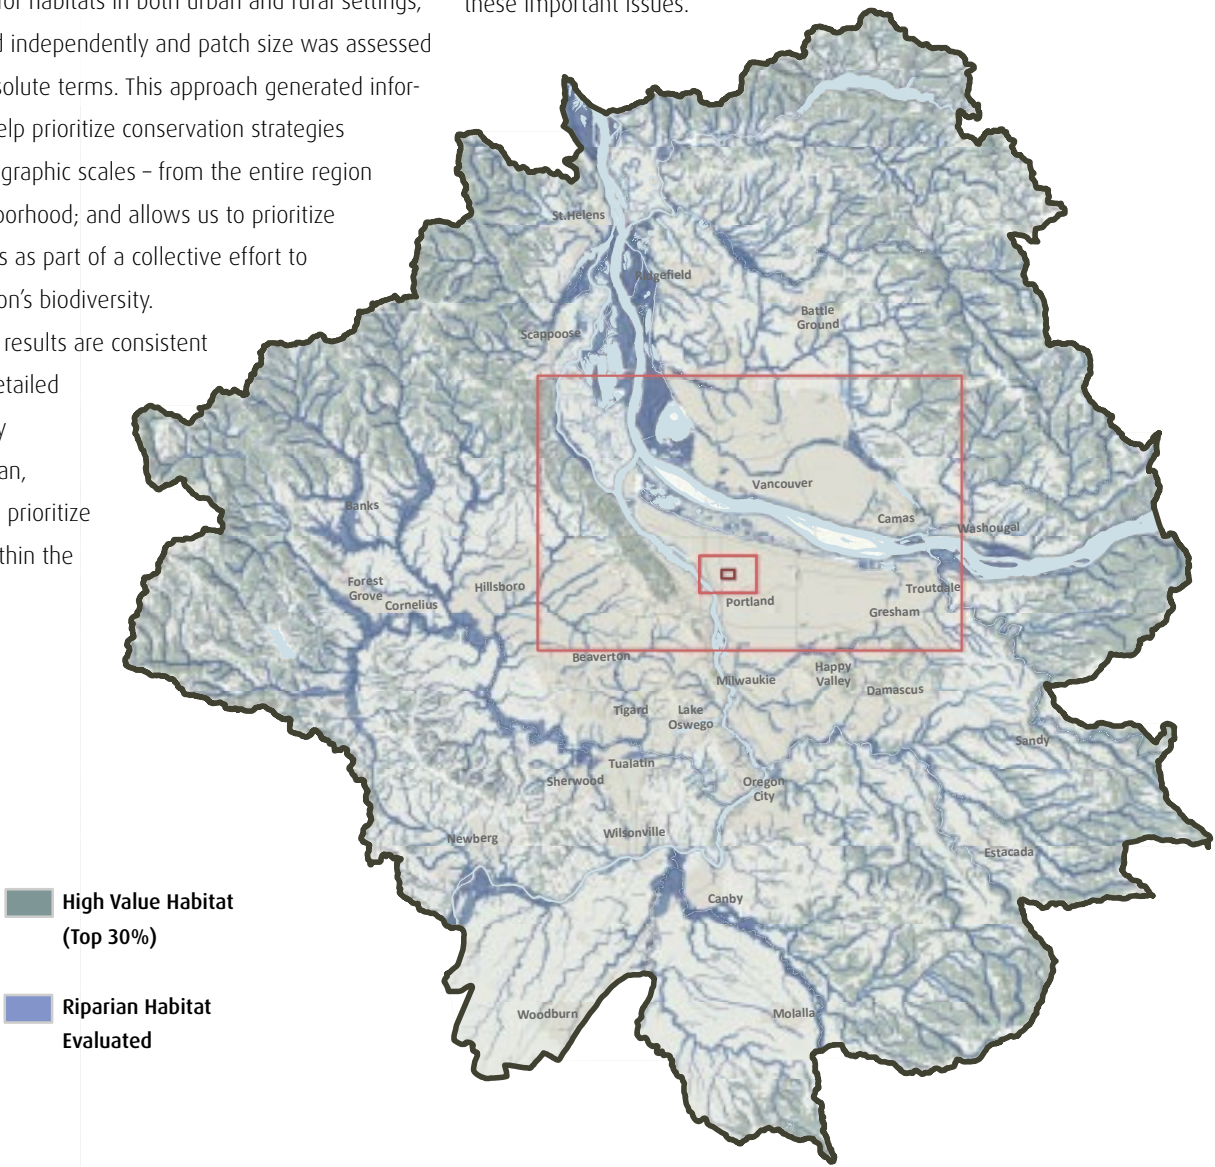 for habitats in both urban and rural settings,
independently and patch size was assessed
solute terms. This approach generated infor-
elp prioritize conservation strategies
graphic scales – from the entire region
orhood; and allows us to prioritize
s as part of a collective effort to
on's biodiversity.
results are consistent
etailed
y
an,
prioritize
thin the
these important issues.
St.Helens
Ridgefield
Battle
Ground
Scappoose
Vancouver
Camas
Washougal
Banks
Forest
Grove
Cornelius
Hillsboro
Portland
Troutdale
Gresham
Beaverton
Milwaukie
Happy
Valley
Damascus
Tigard
Lake
Oswego
Sandy
Tualatin
Sherwood
Oregon
City
Newberg
Wilsonville
Estacada
Canby
Woodburn
Molalla
High Value Habitat
(Top 30%)
Riparian Habitat
Evaluated